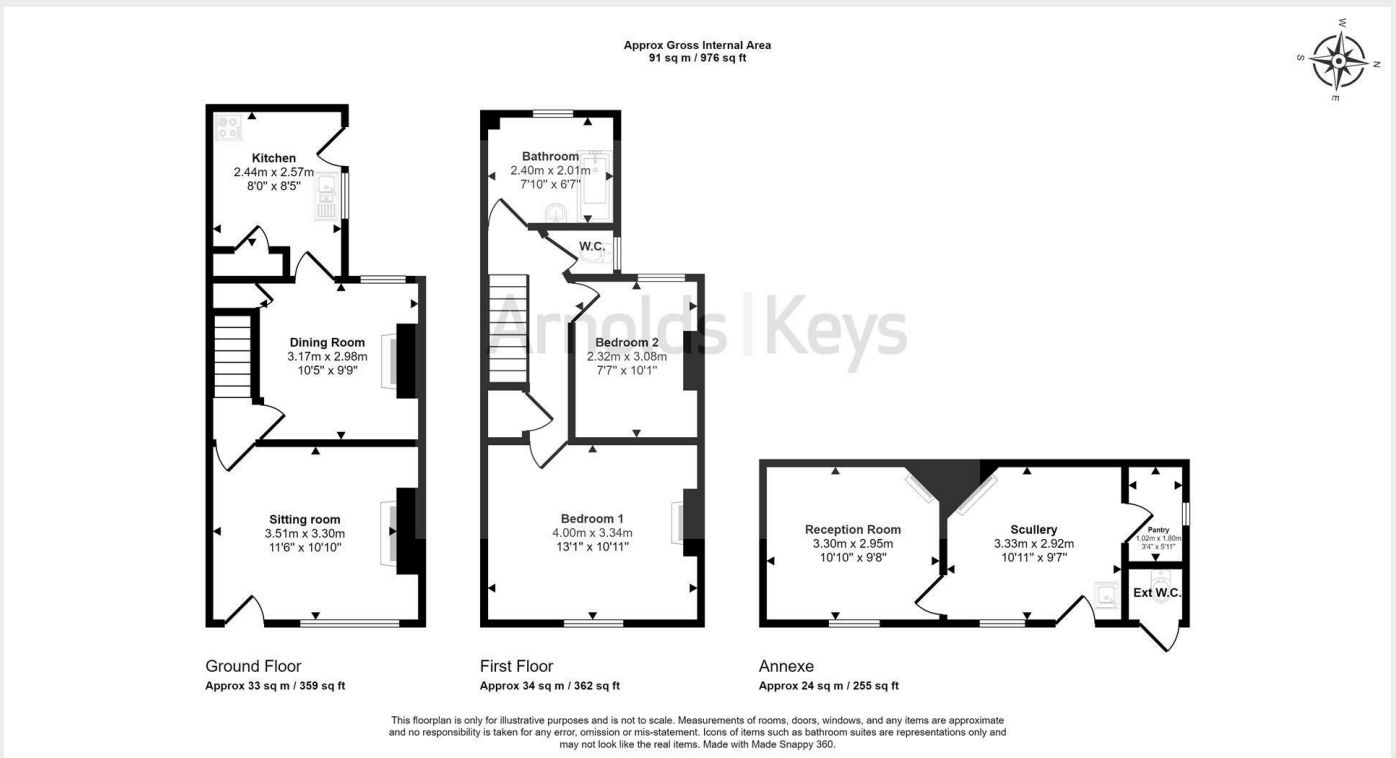 Approx Gross Internal Area
91 sq m / 976 sq ft
W
S
N
E
Kitchen
2.44m x 2.57m
8'0" x 8'5"
Dining Room
3.17m x 2.98m
10'5" x 9'9"
Sitting room
3.51m x 3.30m
11'6" x 10'10"
Ground Floor
Approx 33 sq m / 359 sq ft
Bathroom
2.40m x 2.01m
7'10" x 6'7"
W.C.
Bedroom 2
2.32m x 3.08m
7'7" x 10'1"
Bedroom 1
4.00m x 3.34m
13'1" x 10'11"
First Floor
Approx 34 sq m / 362 sq ft
Arnolds | Keys
Reception Room
3.30m x 2.95m
10'10" x 9'8"
Scullery
3.33m x 2.92m
10'11" x 9'7"
Pantry
1.02m x 1.80m
3'4" x 5'11"
Ext W.C.
Annexe
Approx 24 sq m / 255 sq ft
This floorplan is only for illustrative purposes and is not to scale. Measurements of rooms, doors, windows, and any items are approximate
and no responsibility is taken for any error, omission or mis-statement. Icons of items such as bathroom suites are representations only and
may not look like the real items. Made with Made Snappy 360.